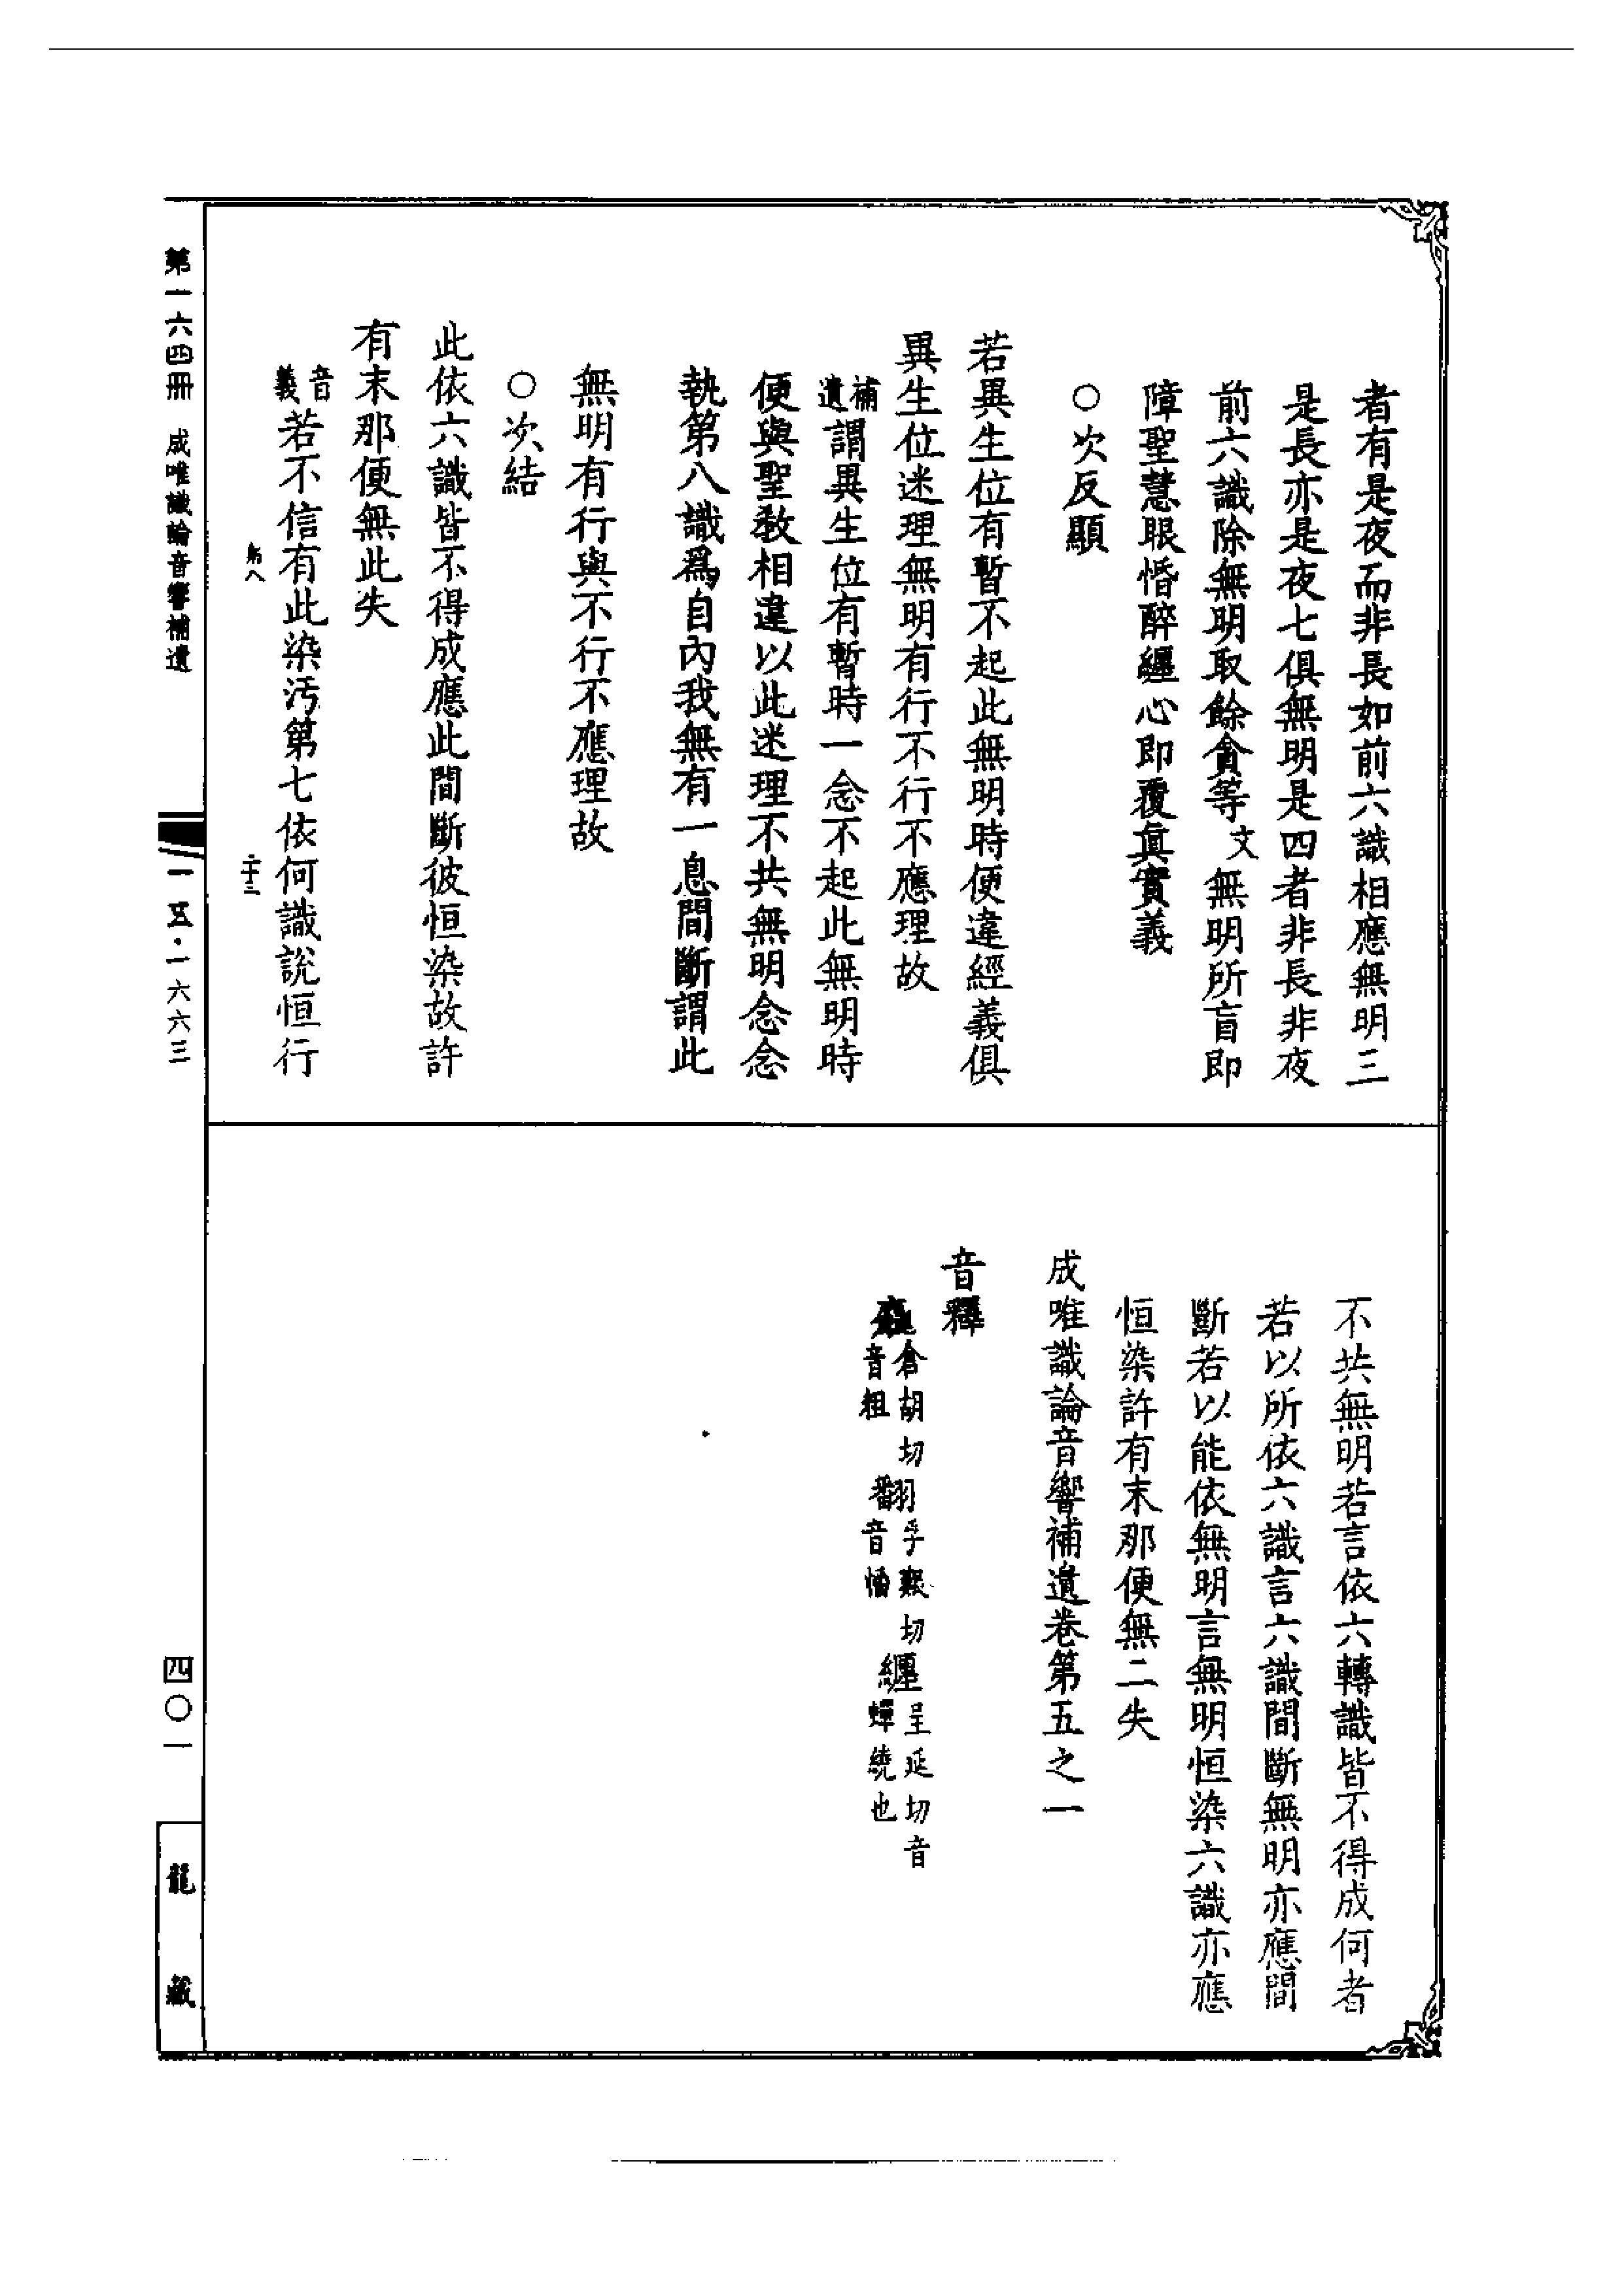 者有是夜而非長如前六識相應無明三
是長亦是夜七俱無明是四者非長非夜
前六識除無明取餘貪等文無明所盲即
障聖慧眼惛醉纏心即覆真實義
○次反顯
若異生位有暫不起此無明時便違經義俱
異生位迷理無明有行不行不應理故
補遺謂異生位有暫時一念不起此無明時
便與聖教相違以此迷理不共無明念念
執第八識為自內我無有一息間斷謂此
無明有行與不行不應理故
○次結
此依六識皆不得成應此間斷彼恒染故許
有末那便無此失
音義若不信有此染污第七依何識說恒行
二十三
不共無明若言依六轉識皆不得成何者
若以所依六識言六識間斷無明亦應間
斷若以能依無明言無明恒染六識亦應
恒染許有末那便無二失
成唯識論音響補遺卷第五之一
音釋
倉胡切音粗
翻孚艱切音旛
纏呈延切音蟬繞也
第一六四冊 成唯識論音響補遺
一五·一六六三
四〇一
龍藏